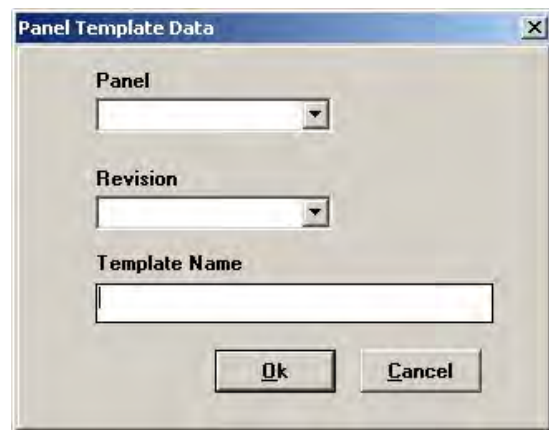 Panel Template Data
Panel
Revision
Template Name
Ok
Cancel